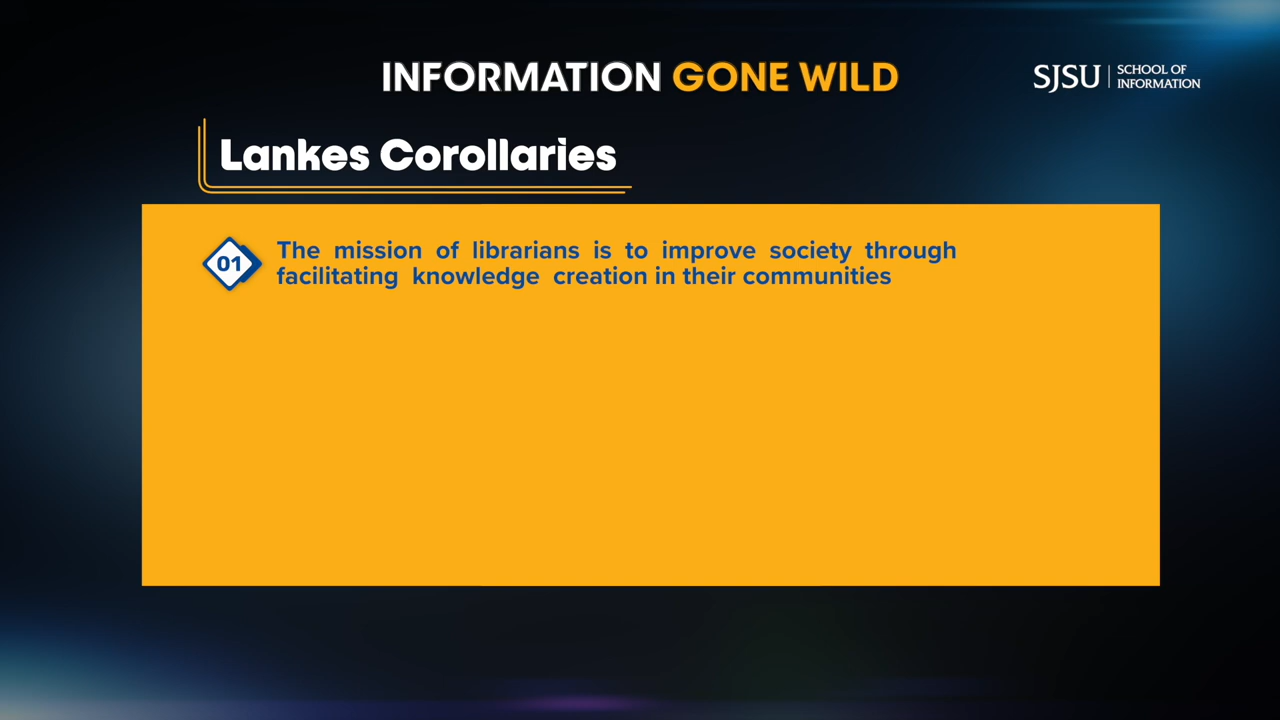 INFORMATION GONE WILD
SJSU | SCHOOL OF
INFORMATION
Lankes Corollaries
01
The mission of librarians is to improve society through
facilitating knowledge creation in their communities